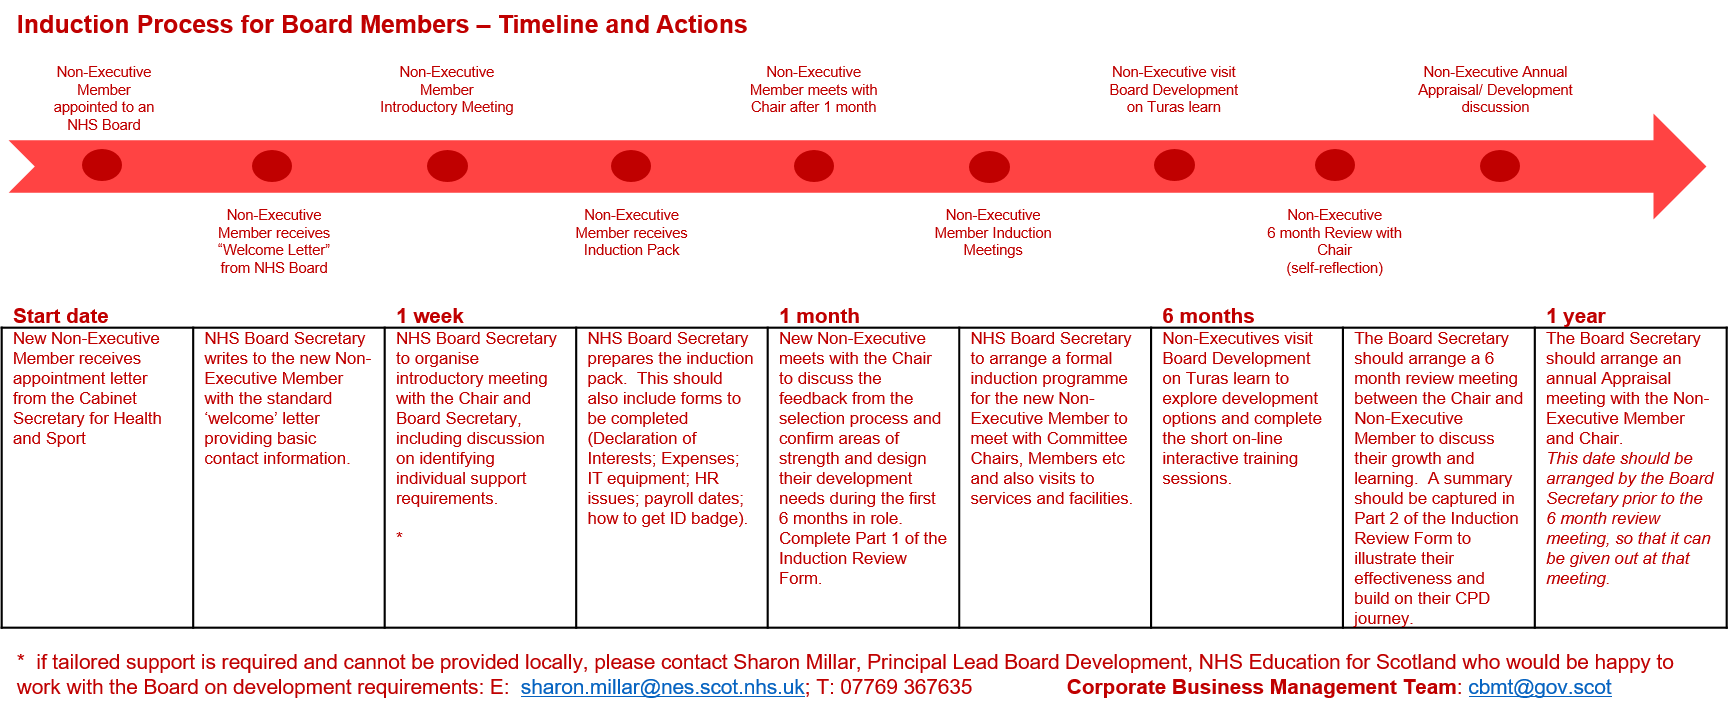 Induction Process for Board Members – Timeline and Actions
Non-Executive
Member
appointed to an
NHS Board
Non-Executive
Member
Introductory Meeting
Non-Executive
Member meets with
Chair after 1 month
Non-Executive visit
Board Development
on Turas learn
Non-Executive Annual
Appraisal/ Development
discussion
Non-Executive
Member receives
“Welcome Letter”
from NHS Board
Non-Executive
Member receives
Induction Pack
Non-Executive
Member Induction
Meetings
Non-Executive
6 month Review with
Chair
(self-reflection)
Start date
1 week
1 month
6 months
1 year
New Non-Executive
Member receives
appointment letter
from the Cabinet
Secretary for Health
and Sport
NHS Board Secretary
writes to the new Non-
Executive Member
with the standard
‘welcome’ letter
providing basic
contact information.
NHS Board Secretary
to organise
introductory meeting
with the Chair and
Board Secretary,
including discussion
on identifying
individual support
requirements.
*
NHS Board Secretary
prepares the induction
pack.  This should
also include forms to
be completed
(Declaration of
Interests; Expenses;
IT equipment; HR
issues; payroll dates;
how to get ID badge).
New Non-Executive
meets with the Chair
to discuss the
feedback from the
selection process and
confirm areas of
strength and design
their development
needs during the first
6 months in role.
Complete Part 1 of the
Induction Review
Form.
NHS Board Secretary
to arrange a formal
induction programme
for the new Non-
Executive Member to
meet with Committee
Chairs, Members etc
and also visits to
services and facilities.
Non-Executives visit
Board Development
on Turas learn to
explore development
options and complete
the short on-line
interactive training
sessions.
The Board Secretary
should arrange a 6
month review meeting
between the Chair and
Non-Executive
Member to discuss
their growth and
learning.  A summary
should be captured in
Part 2 of the Induction
Review Form to
illustrate their
effectiveness and
build on their CPD
journey.
The Board Secretary
should arrange an
annual Appraisal
meeting with the Non-
Executive Member
and Chair.
This date should be
arranged by the Board
Secretary prior to the
6 month review
meeting, so that it can
be given out at that
meeting.
*  if tailored support is required and cannot be provided locally, please contact Sharon Millar, Principal Lead Board Development, NHS Education for Scotland who would be happy to
work with the Board on development requirements: E:  sharon.millar@nes.scot.nhs.uk; T: 07769 367635 Corporate Business Management Team: cbmt@gov.scot